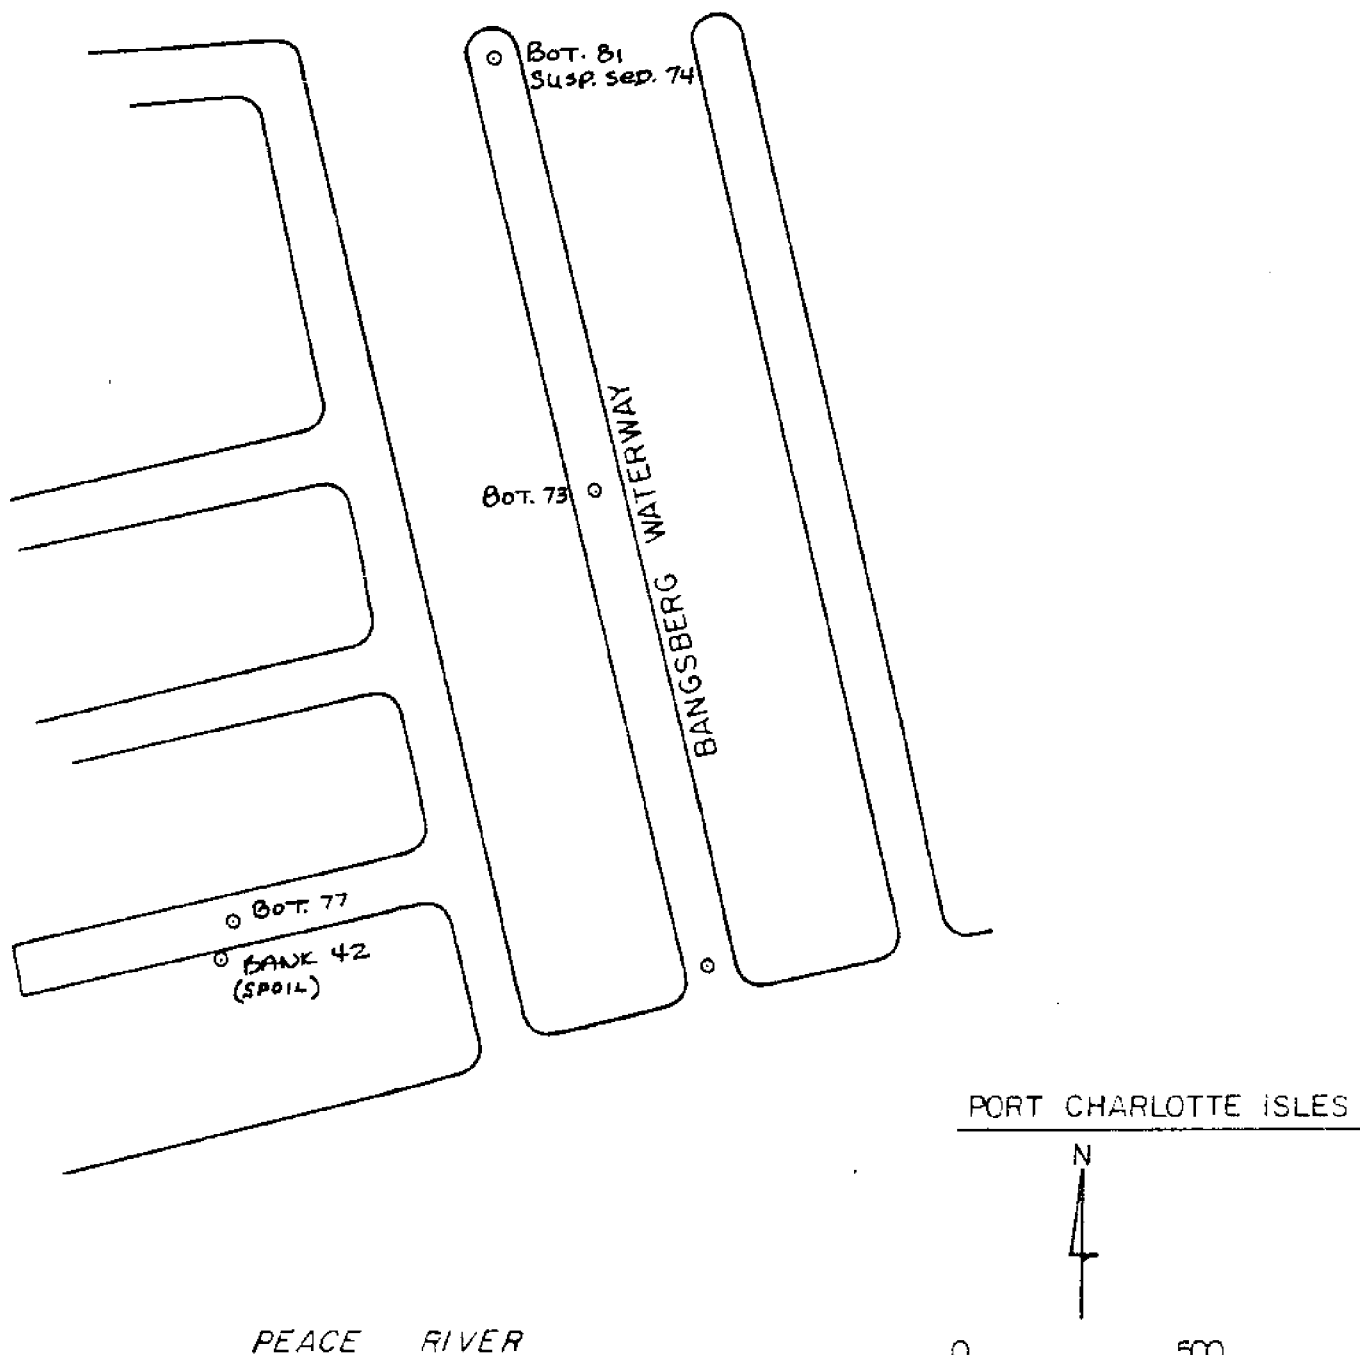 BOT. 81
SUSP. SED. 74
BOT. 73
BANGSBERG WATERWAY
BOT. 77
BANK 42
(SPOIL)
PORT CHARLOTTE ISLES
N
PEACE RIVER
0 500